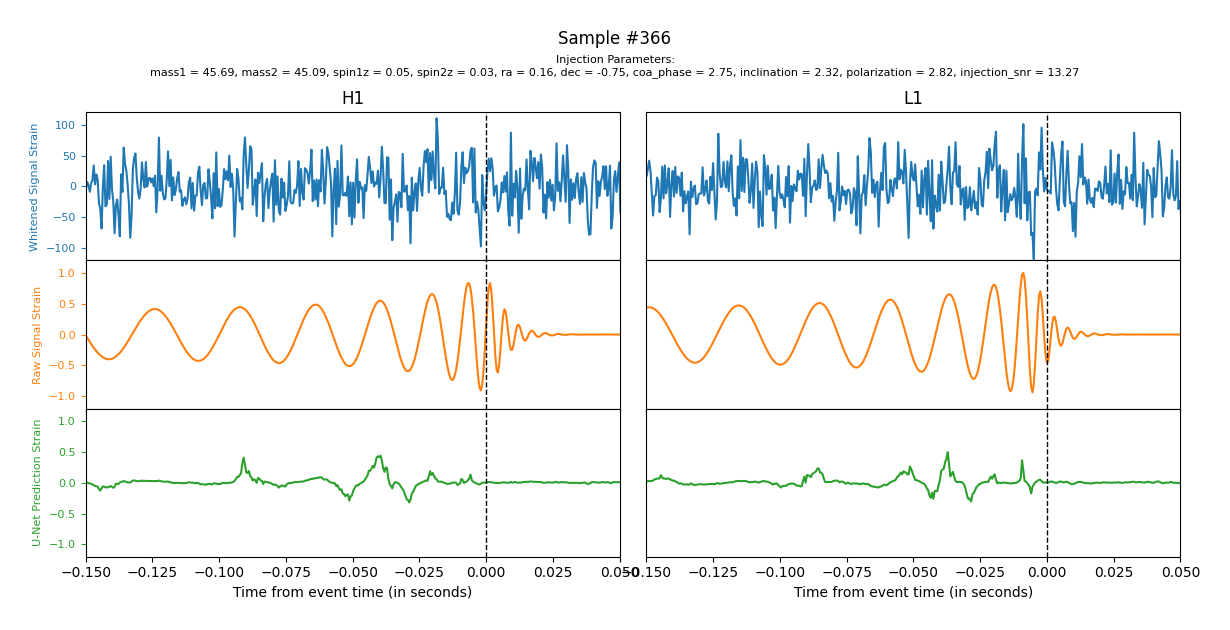 Sample #366
Injection Parameters:
mass1 = 45.69, mass2 = 45.09, spin1z = 0.05, spin2z = 0.03, ra = 0.16, dec = -0.75, coa_phase = 2.75, inclination = 2.32, polarization = 2.82, injection_snr = 13.27
H1 L1
Whitened Signal Strain
100
50
0
−50
−100
Raw Signal Strain
1.0
0.5
0.0
−0.5
−1.0
U-Net Prediction Strain
1.0
0.5
0.0
−0.5
−1.0
−0.150 −0.125 −0.100 −0.075 −0.050 −0.025 0.000 0.025 0.050
−0.150 −0.125 −0.100 −0.075 −0.050 −0.025 0.000 0.025 0.050
Time from event time (in seconds) Time from event time (in seconds)